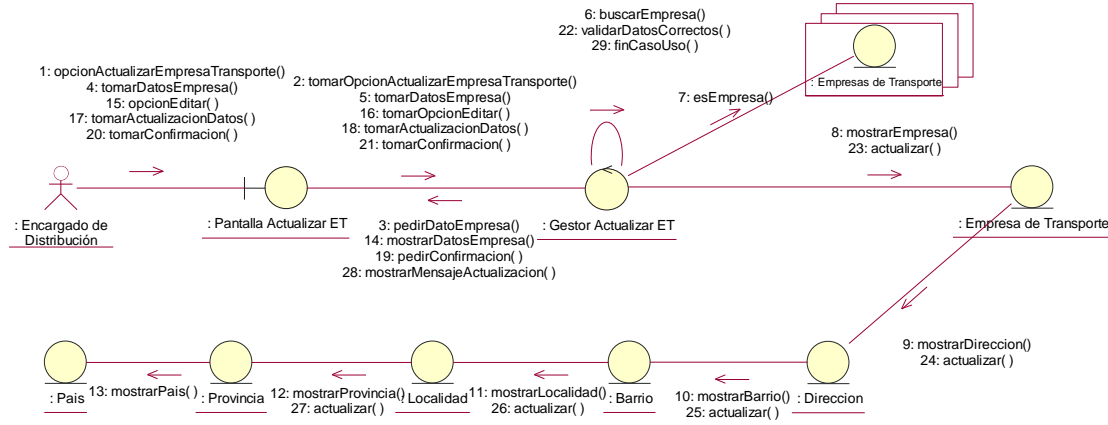 1: opcionActualizarEmpresaTransporte()
4: tomarDatosEmpresa()
15: opcionEditar( )
17: tomarActualizacionDatos( )
20: tomarConfirmacion( )
2: tomarOpcionActualizarEmpresaTransporte()
5: tomarDatosEmpresa()
16: tomarOpcionEditar( )
18: tomarActualizacionDatos( )
21: tomarConfirmacion( )
6: buscarEmpresa()
22: validarDatosCorrectos( )
29: finCasoUso( )
7: esEmpresa()
: Empresas de Transporte
8: mostrarEmpresa()
23: actualizar( )
: Encargado de
Distribución
: Pantalla Actualizar ET
3: pedirDatoEmpresa()
14: mostrarDatosEmpresa()
19: pedirConfirmacion( )
28: mostrarMensajeActualizacion( )
: Gestor Actualizar ET
: Empresa de Transporte
9: mostrarDireccion()
24: actualizar( )
: Pais
13: mostrarPais( )
: Provincia
12: mostrarProvincia()
27: actualizar( )
: Localidad
11: mostrarLocalidad()
26: actualizar( )
: Barrio
10: mostrarBarrio()
25: actualizar( )
: Direccion